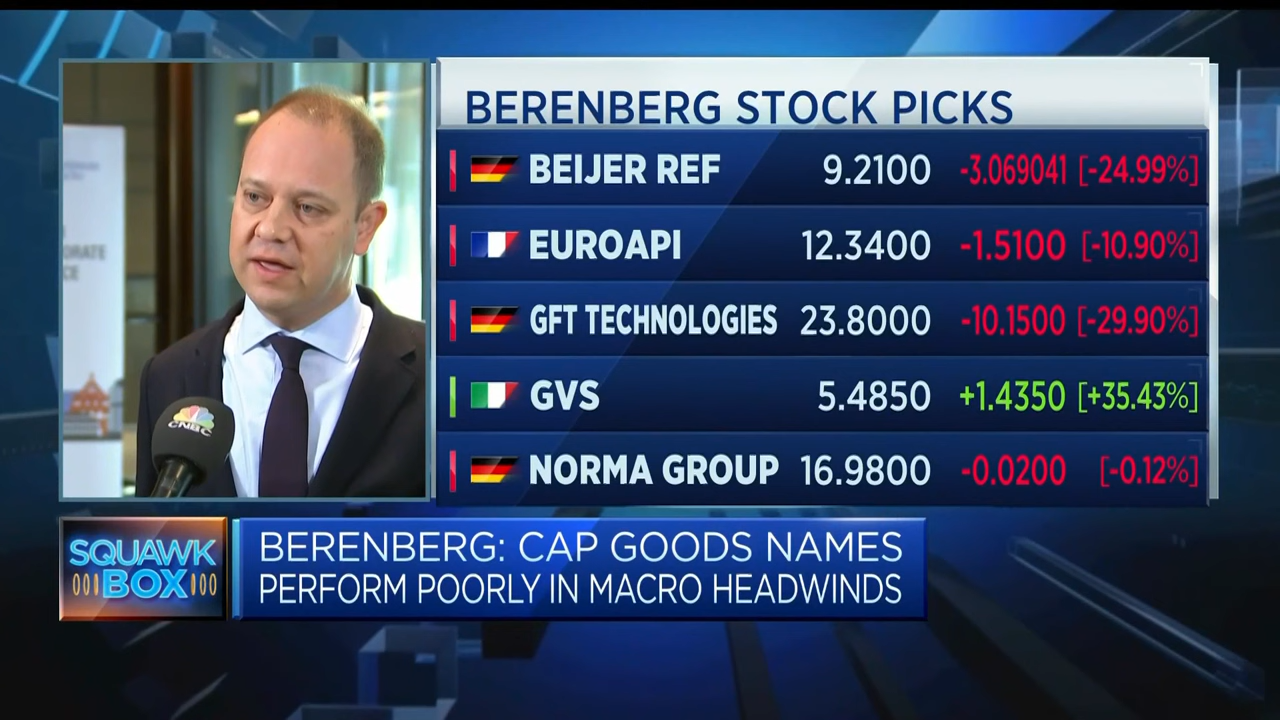 BERENBERG STOCK PICKS
BEIJER REF 9.2100 -3.069041 [-24.99%]
EUROAPI 12.3400 -1.5100 [-10.90%]
GFT TECHNOLOGIES 23.8000 -10.1500 [-29.90%]
GVS 5.4850 +1.4350 [+35.43%]
NORMA GROUP 16.9800 -0.0200 [-0.12%]
CNBC
SQUAWK
BOX
BERENBERG: CAP GOODS NAMES
PERFORM POORLY IN MACRO HEADWINDS